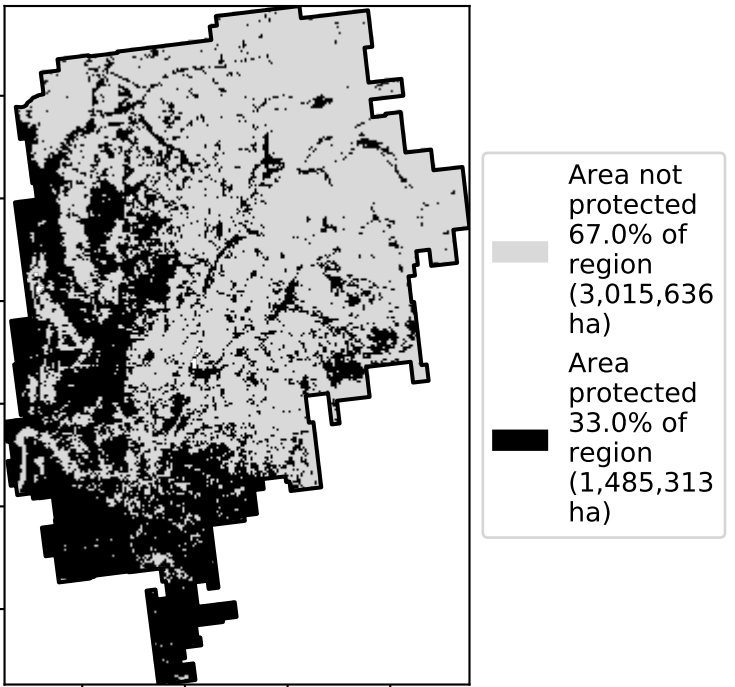 Area not
protected
67.0% of
region
(3,015,636
ha)
Area
protected
33.0% of
region
(1,485,313
ha)